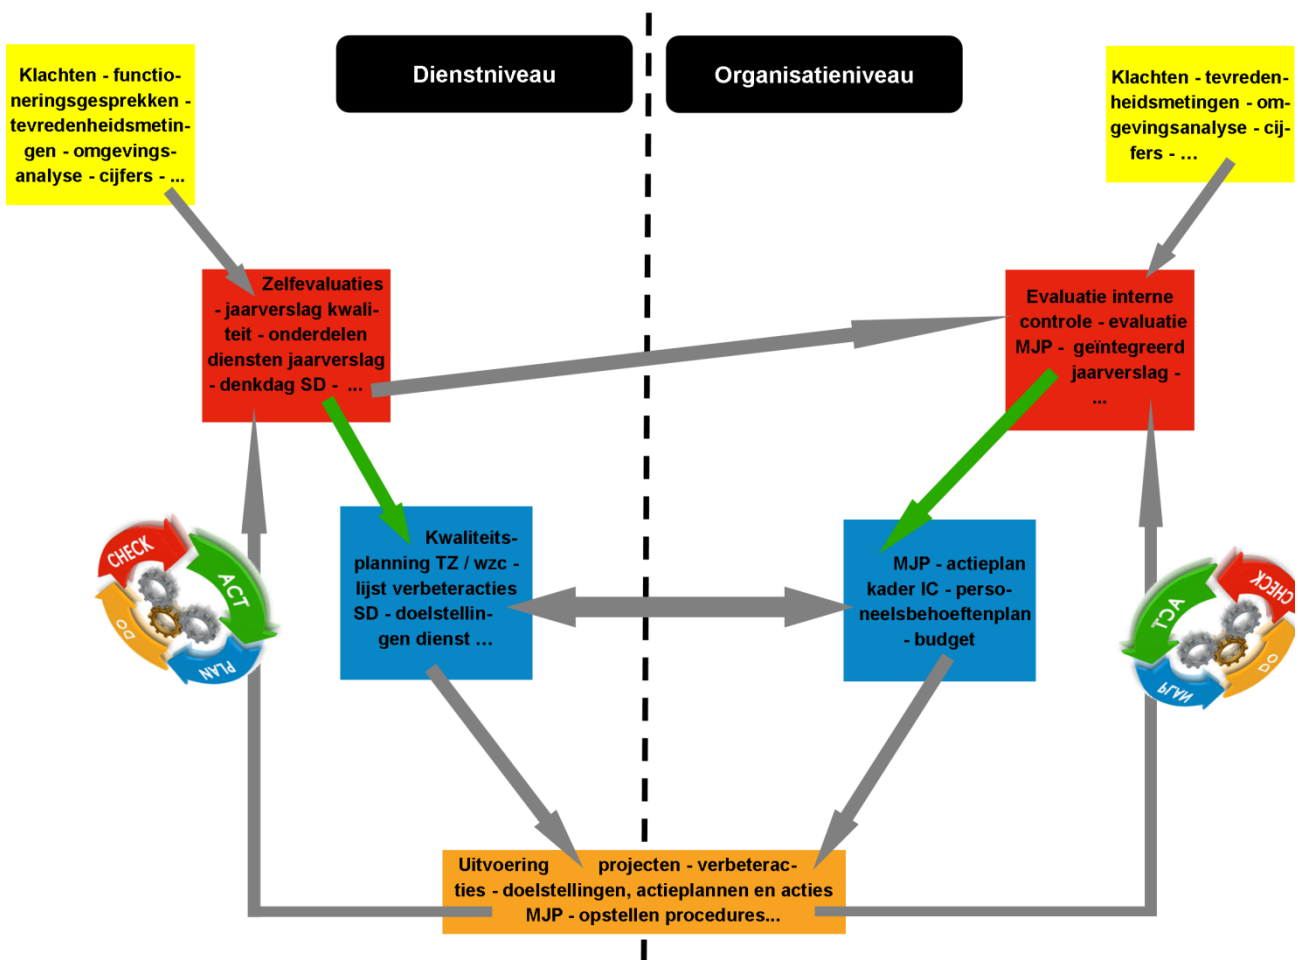 Dienstniveau
Organisatieniveau
Klachten - functio-
neringsgesprekken -
tevredenheidsmetin-
gen - omgevings-
analyse - cijfers - ...
Klachten - tevreden-
heidsmetingen - om-
gevingsanalyse - cij-
fers - ...
Zelfevaluaties
- jaarverslag kwali-
teit - onderdelen
diensten jaarverslag
- denkdag SD - ...
Evaluatie interne
controle - evaluatie
MJP - geïntegreerd
jaarverslag -
...
Kwaliteits-
planning TZ / wzc -
lijst verbeteracties
SD - doelstellin-
gen dienst ...
MJP - actieplan
kader IC - perso-
neelsbehoeftenplan
- budget
CHECK
ACT
DO
PLAN
CHECK
ACT
DO
PLAN
Uitvoering projecten - verbeterac-
ties - doelstellingen, actieplannen en acties
MJP - opstellen procedures...